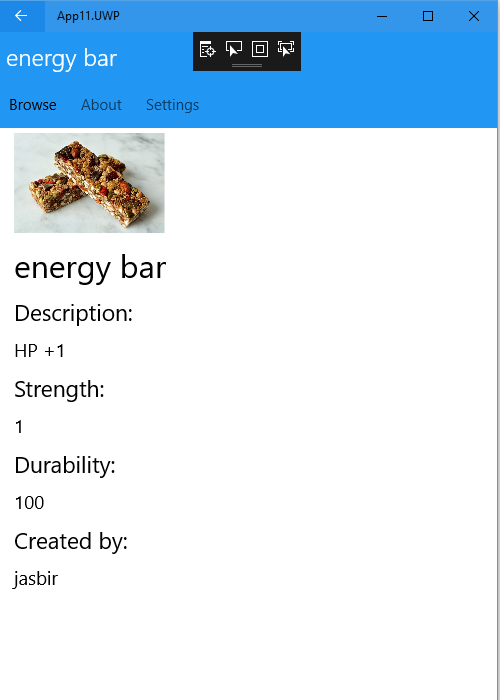 App11.UWP
energy bar
Browse About Settings
energy bar
Description:
HP +1
Strength:
1
Durability:
100
Created by:
jasbir